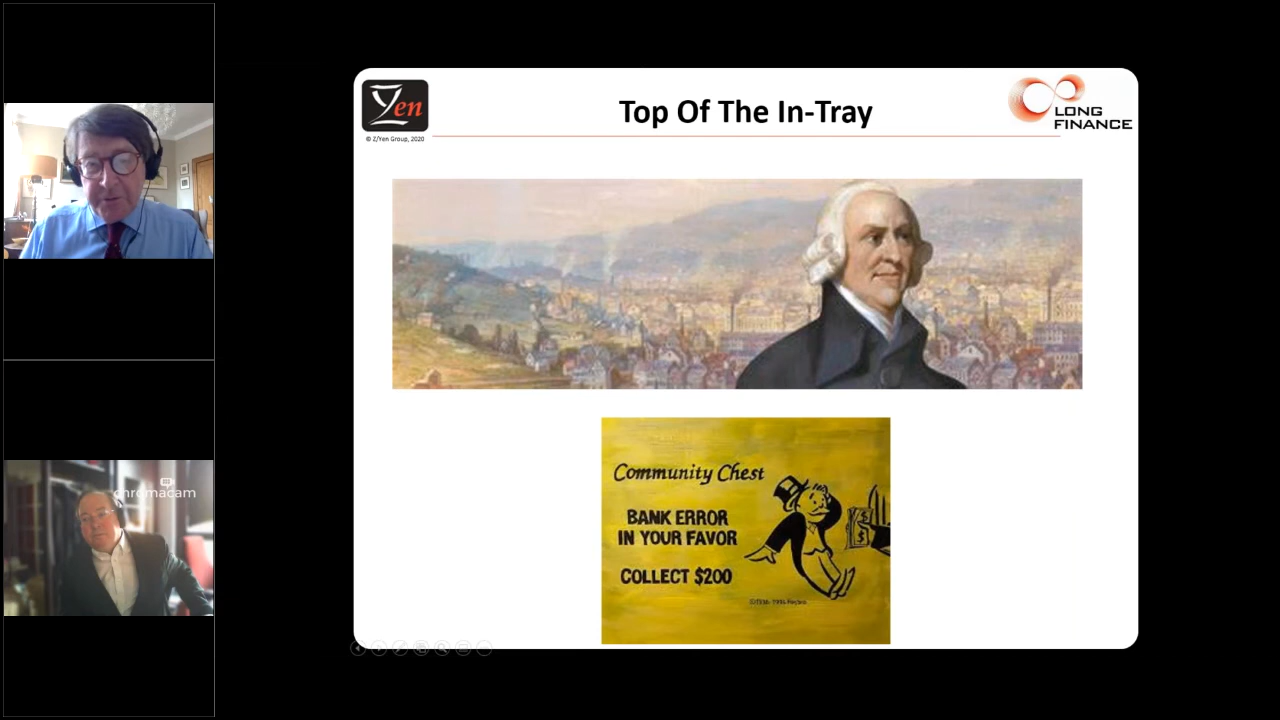 Zen
© Z/Yen Group, 2020
Top Of The In-Tray
LONG
FINANCE
chromacam
Community Chest
BANK ERROR
IN YOUR FAVOR
COLLECT $200